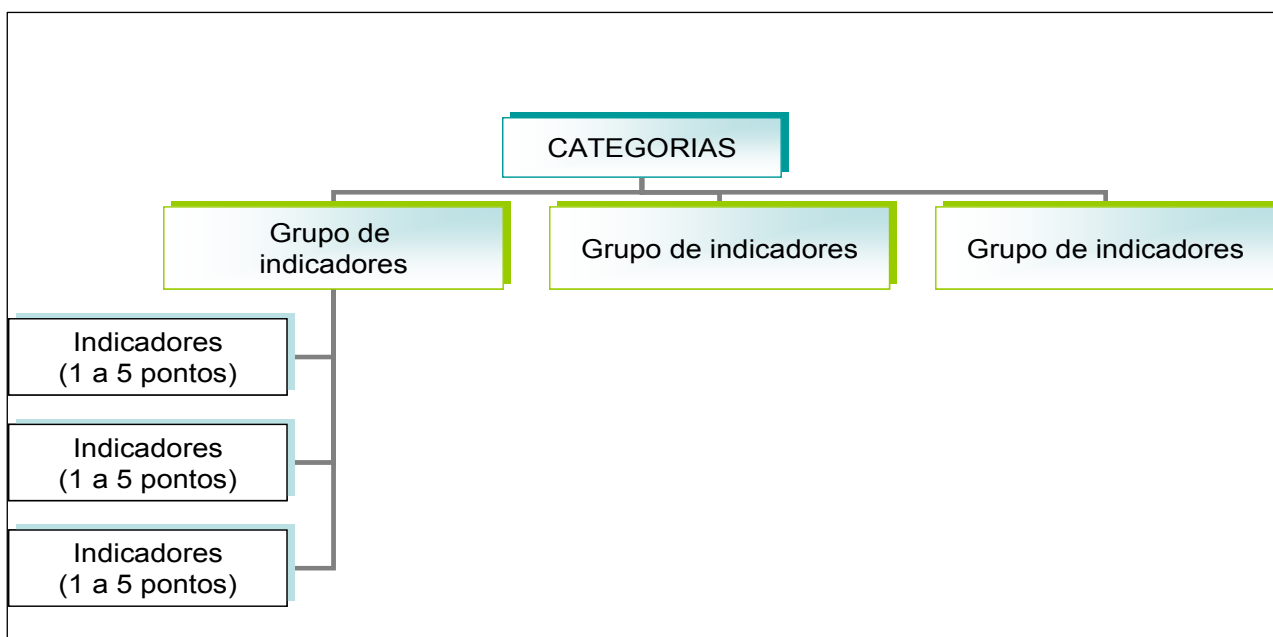 CATEGORIAS
Grupo de
indicadores
Grupo de indicadores
Grupo de indicadores
Indicadores
(1 a 5 pontos)
Indicadores
(1 a 5 pontos)
Indicadores
(1 a 5 pontos)